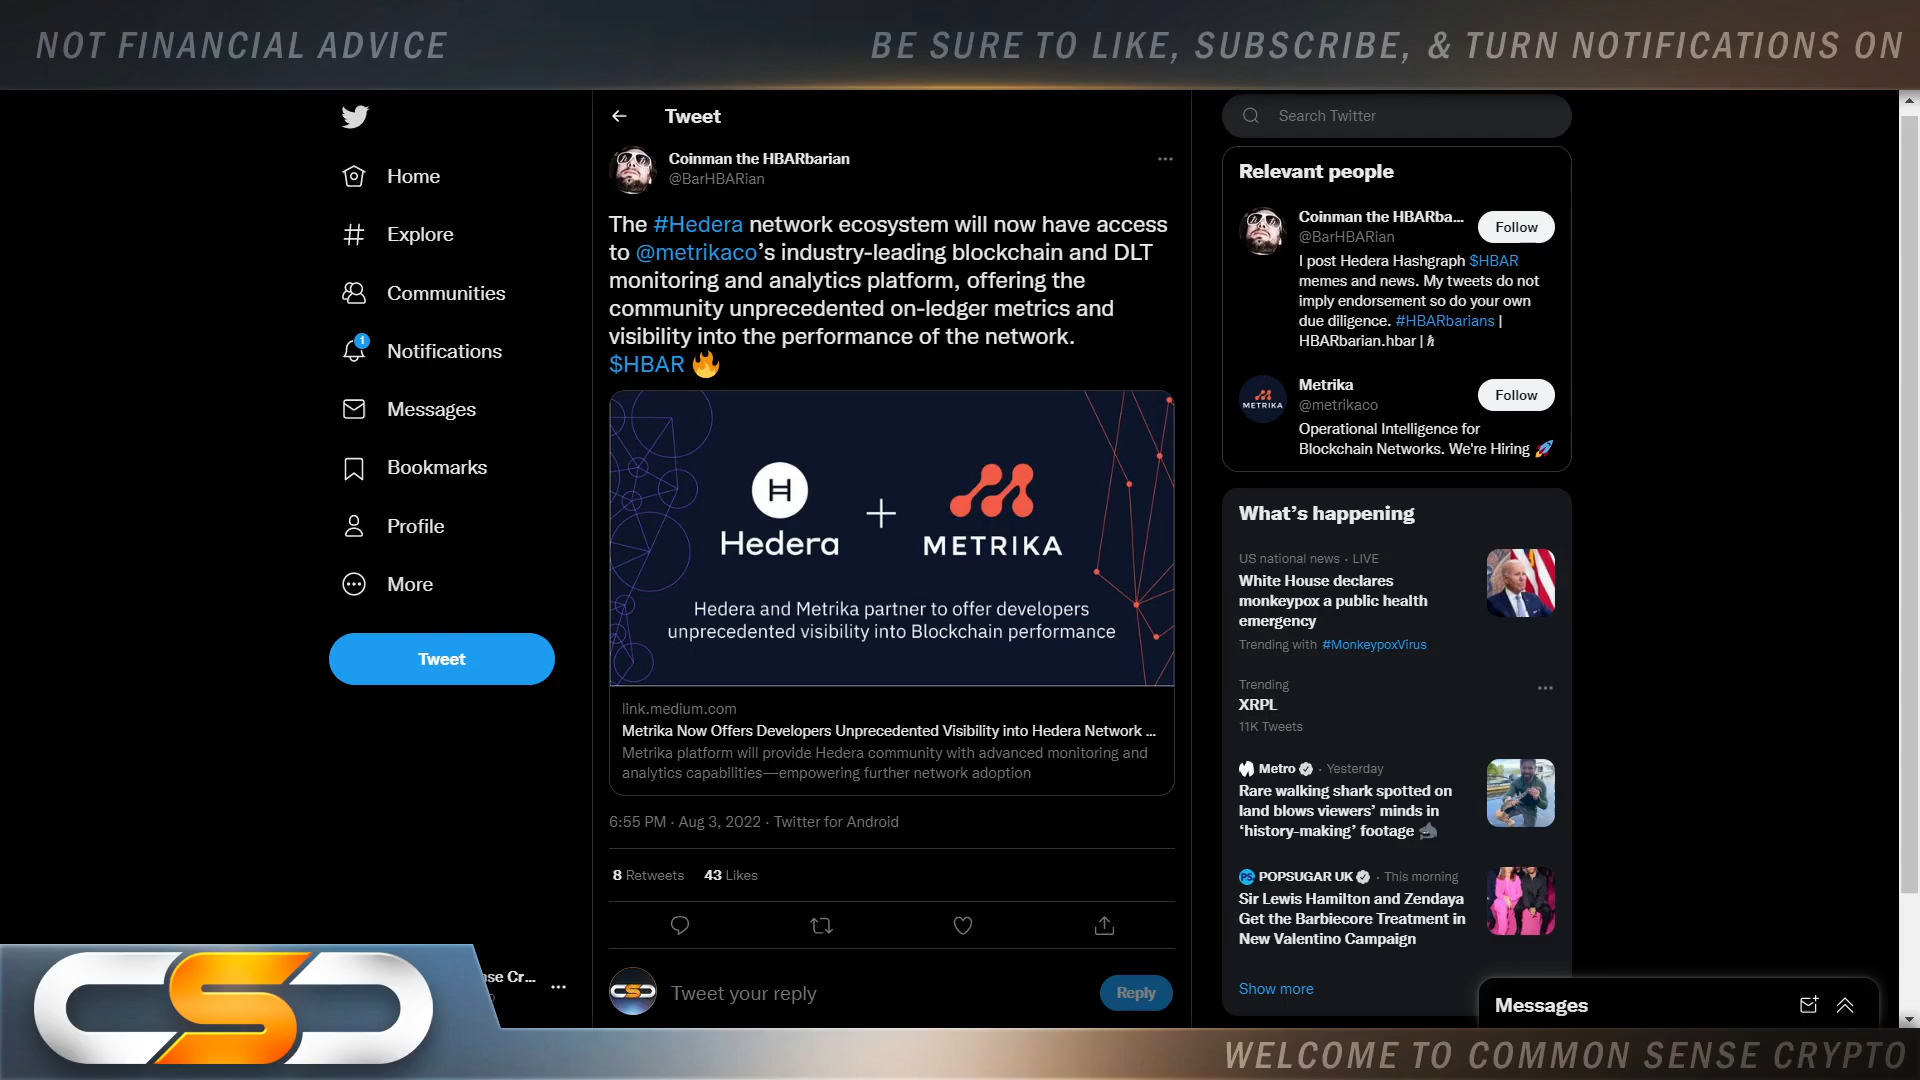 NOT FINANCIAL ADVICE
BE SURE TO LIKE, SUBSCRIBE, & TURN NOTIFICATIONS ON
Home
Explore
Communities
1
Notifications
Messages
Bookmarks
Profile
More
Tweet
Tweet
Coinman the HBARbarian
@BarHBARian
The #Hedera network ecosystem will now have access
to @metrikaco’s industry-leading blockchain and DLT
monitoring and analytics platform, offering the
community unprecedented on-ledger metrics and
visibility into the performance of the network.
$HBAR 🔥
Hedera + METRIKA
Hedera and Metrika partner to offer developers
unprecedented visibility into Blockchain performance
link.medium.com
Metrika Now Offers Developers Unprecedented Visibility into Hedera Network ...
Metrika platform will provide Hedera community with advanced monitoring and
analytics capabilities—empowering further network adoption
6:55 PM · Aug 3, 2022 · Twitter for Android
8 Retweets 43 Likes
Tweet your reply
Reply
Search Twitter
Relevant people
Coinman the HBARba...
@BarHBARian
Follow
I post Hedera Hashgraph $HBAR
memes and news. My tweets do not
imply endorsement so do your own
due diligence. #HBARbarians |
HBARbarian.hbar | ℏ
Metrika
@metrikaco
Follow
METRIKA
Operational Intelligence for
Blockchain Networks. We're Hiring 🚀
What’s happening
US national news · LIVE
White House declares
monkeypox a public health
emergency
Trending with #MonkeypoxVirus
Trending
XRPL
11K Tweets
Metro · Yesterday
Rare walking shark spotted on
land blows viewers’ minds in
‘history-making’ footage 🦈
POPSUGAR UK · This morning
Sir Lewis Hamilton and Zendaya
Get the Barbiecore Treatment in
New Valentino Campaign
Show more
Messages
nse Cr...
CSC
WELCOME TO COMMON SENSE CRYPTO